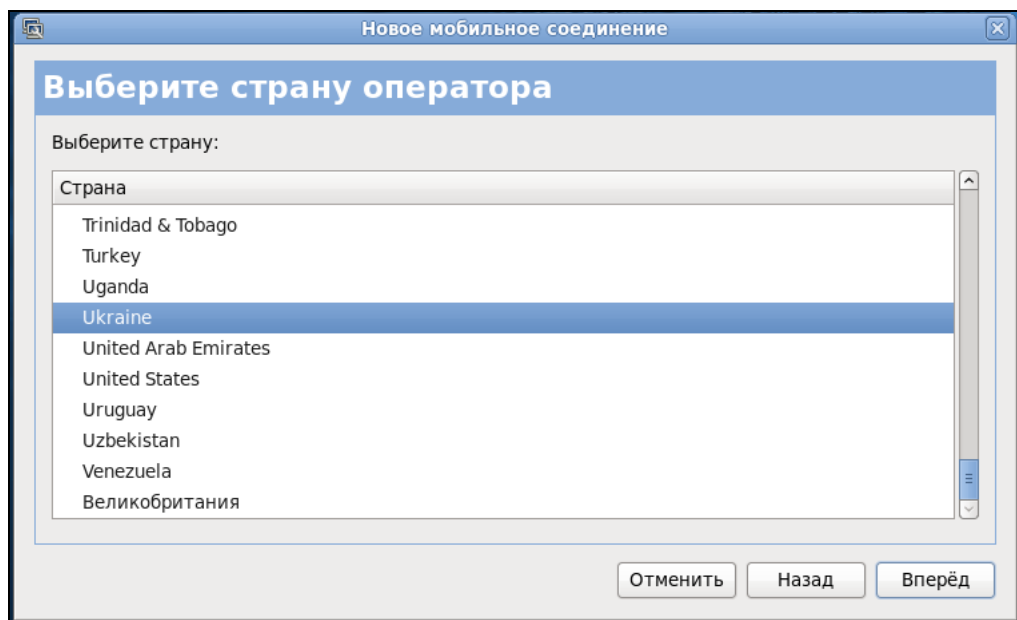 Новое мобильное соединение
Выберите страну оператора
Выберите страну:
Страна
Trinidad & Tobago
Turkey
Uganda
Ukraine
United Arab Emirates
United States
Uruguay
Uzbekistan
Venezuela
Великобритания
Отменить Назад Вперёд